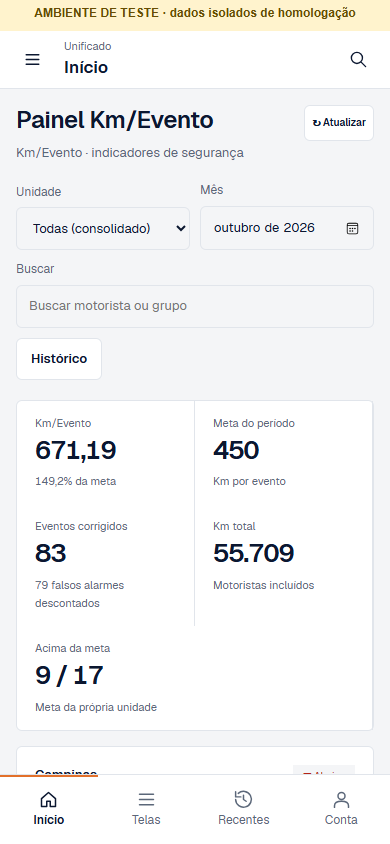 AMBIENTE DE TESTE · dados isolados de homologação
Unificado
Início
Painel Km/Evento
↻ Atualizar
Km/Evento · indicadores de segurança
Unidade
Mês
Todas (consolidado)
outubro de 2026
Buscar
Buscar motorista ou grupo
Histórico
Km/Evento
671,19
149,2% da meta
Meta do período
450
Km por evento
Eventos corrigidos
83
79 falsos alarmes
descontados
Km total
55.709
Motoristas incluídos
Acima da meta
9 / 17
Meta da própria unidade
Campinas
Início
Telas
Recentes
Conta